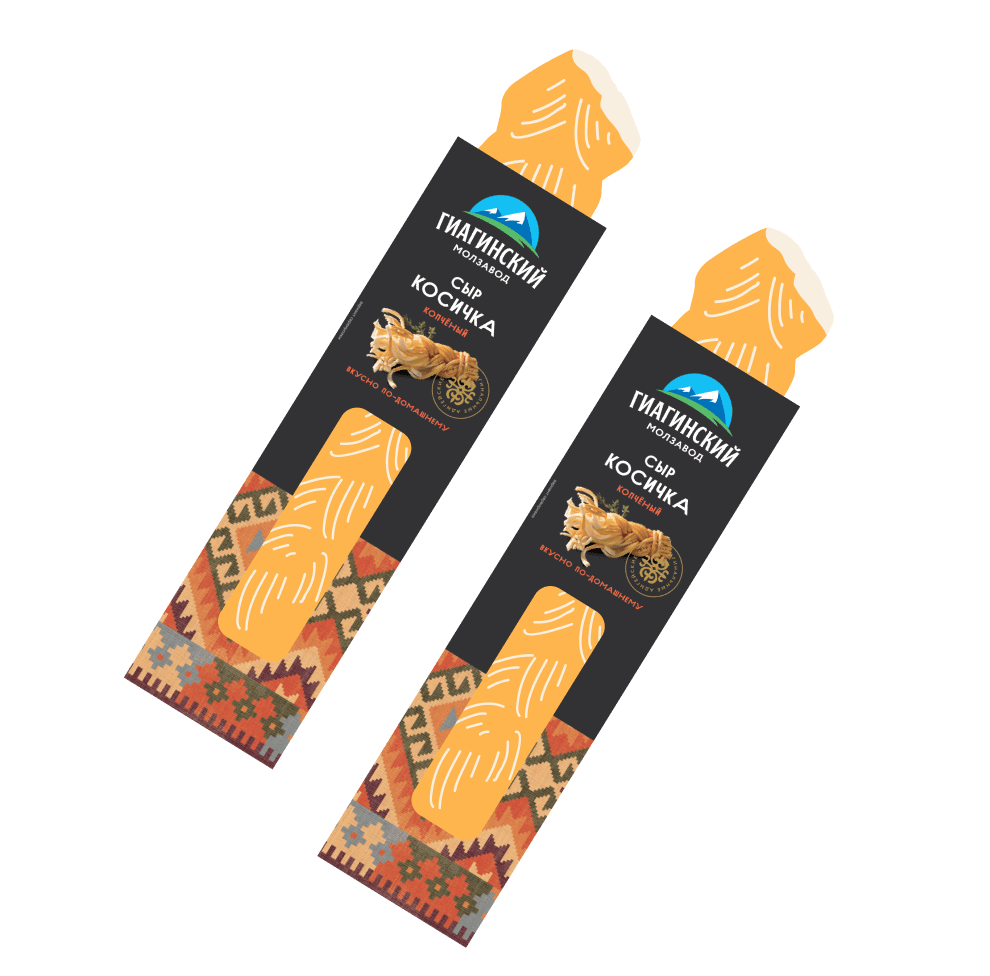 ГИАГИНСКИЙ
МОЛЗАВОД
СЫР
КОСИЧКА
КОПЧЁНЫЙ
ВКУСНО ПО-ДОМАШНЕМУ
ГИАГИНСКИЙ
МОЛЗАВОД
СЫР
КОСИЧКА
КОПЧЁНЫЙ
ВКУСНО ПО-ДОМАШНЕМУ